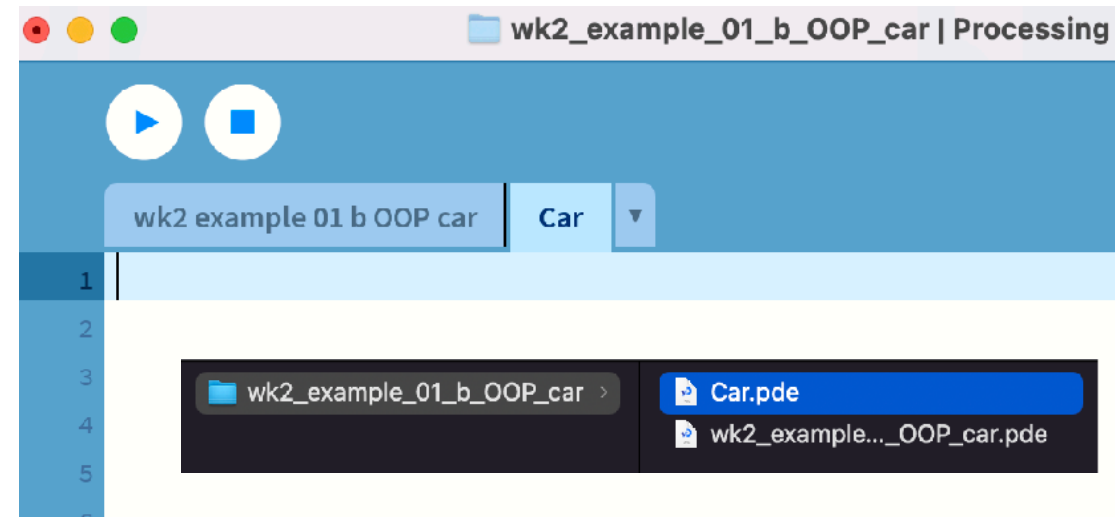 wk2_example_01_b_OOP_car | Processing
wk2 example 01 b OOP car
Car
▼
1
2
3
4
5
wk2_example_01_b_OOP_car >
Car.pde
wk2_example..._OOP_car.pde